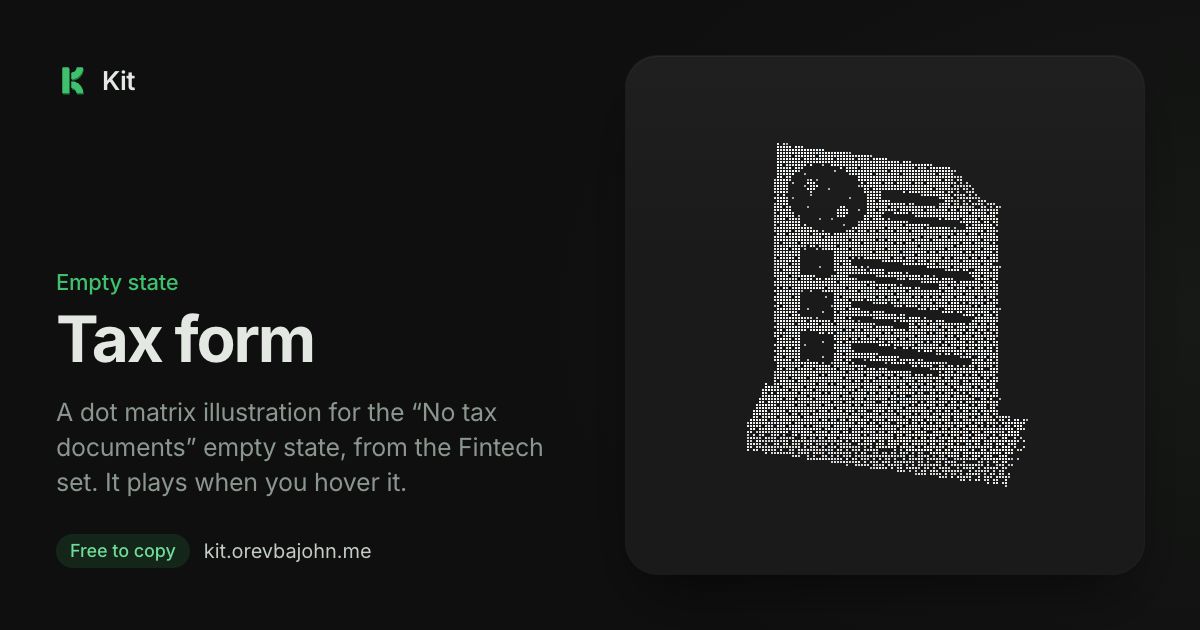 Kit
Empty state
Tax form
A dot matrix illustration for the “No tax
documents” empty state, from the Fintech
set. It plays when you hover it.
Free to copy
kit.orevbajohn.me